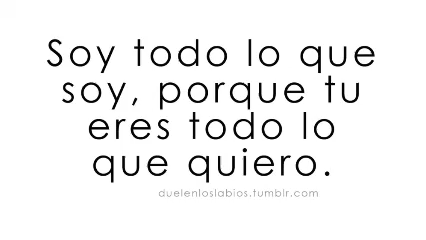 Soy todo lo que
soy, porque tu
eres todo lo
que quiero.
duelenloslabios.tumblr.com